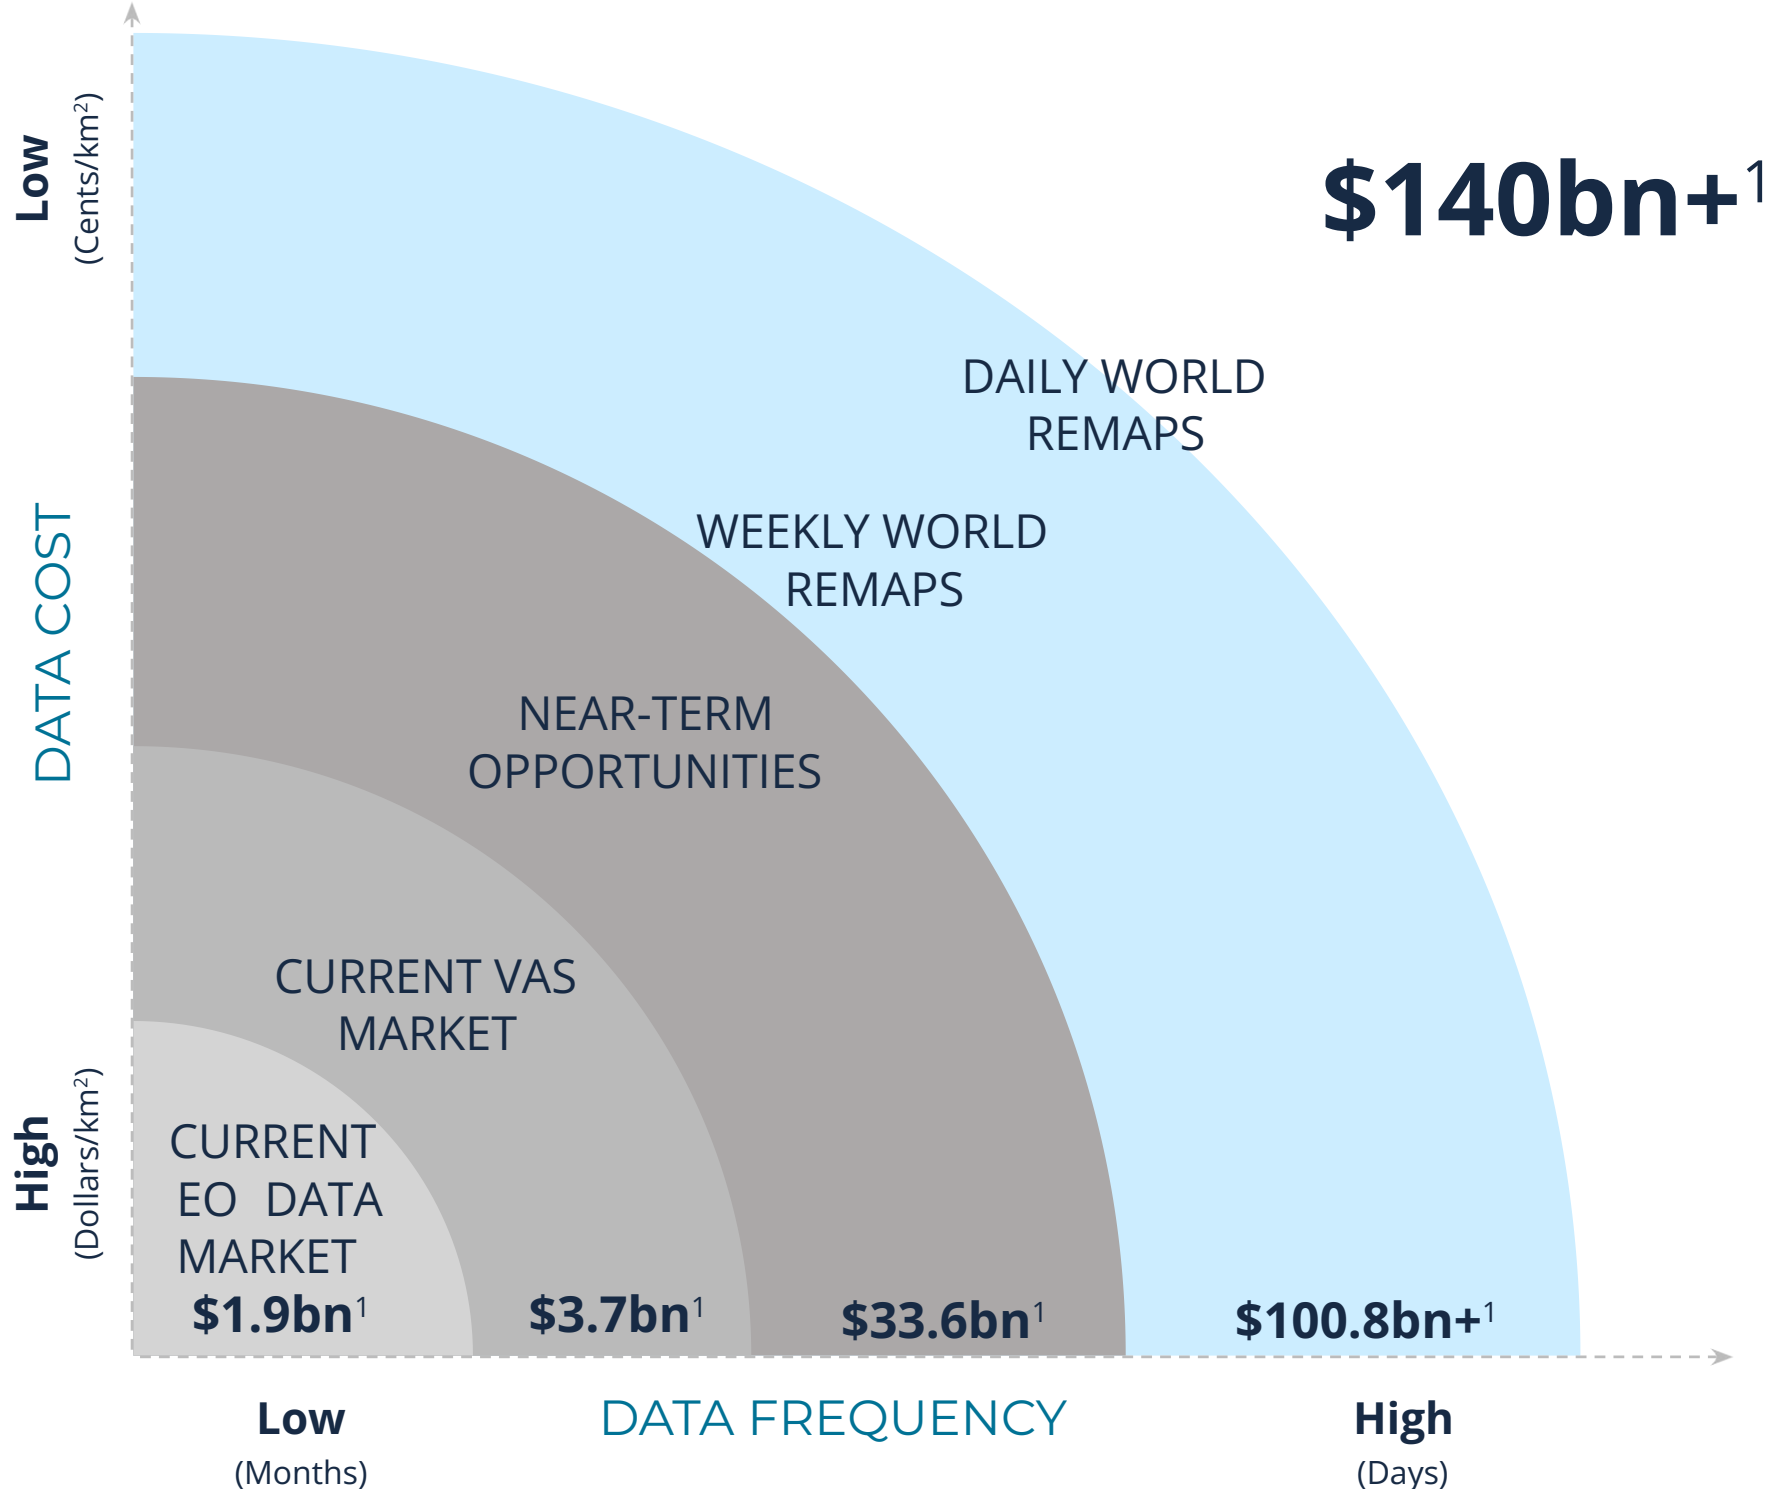 Low
(Cents/km²)
DATA COST
High
(Dollars/km²)
$140bn+¹
DAILY WORLD
REMAPS
WEEKLY WORLD
REMAPS
NEAR-TERM
OPPORTUNITIES
CURRENT VAS
MARKET
CURRENT
EO DATA
MARKET
$1.9bn¹
$3.7bn¹
$33.6bn¹
$100.8bn+¹
Low
(Months)
DATA FREQUENCY
High
(Days)